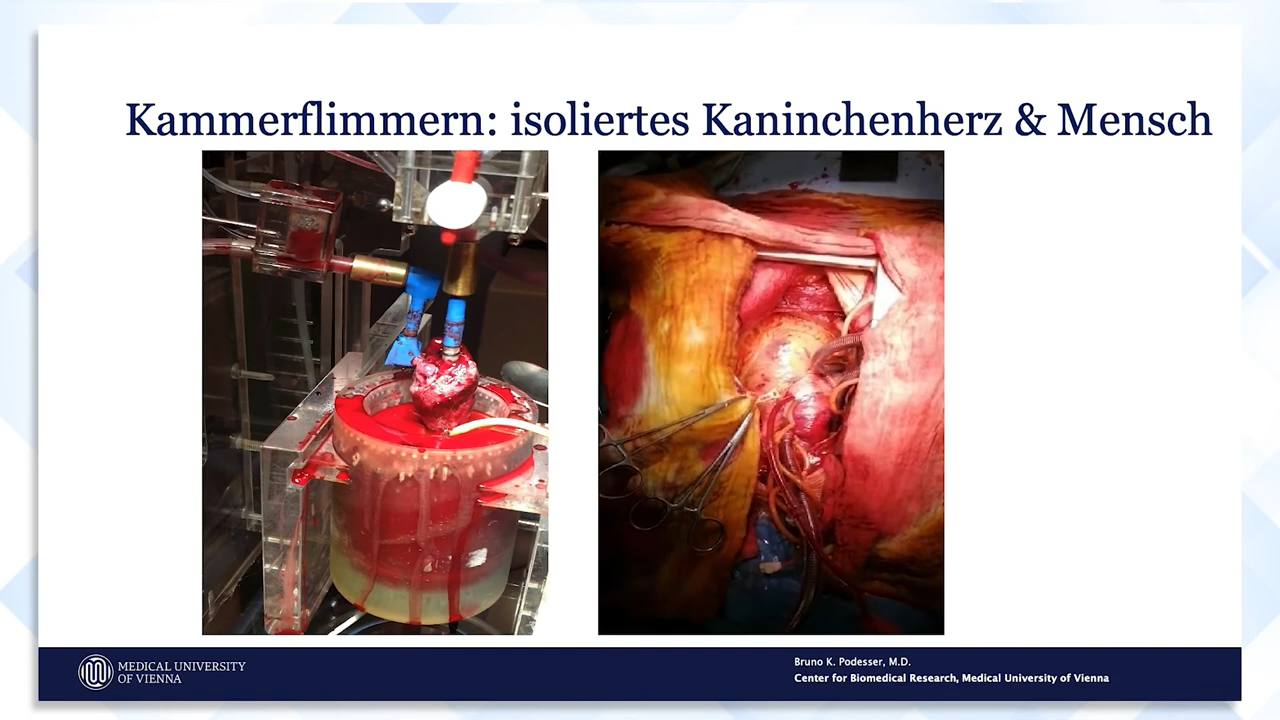 Kammerflimmern: isoliertes Kaninchenherz & Mensch
MEDICAL UNIVERSITY
OF VIENNA
Bruno K. Podesser, M.D.
Center for Biomedical Research, Medical University of Vienna